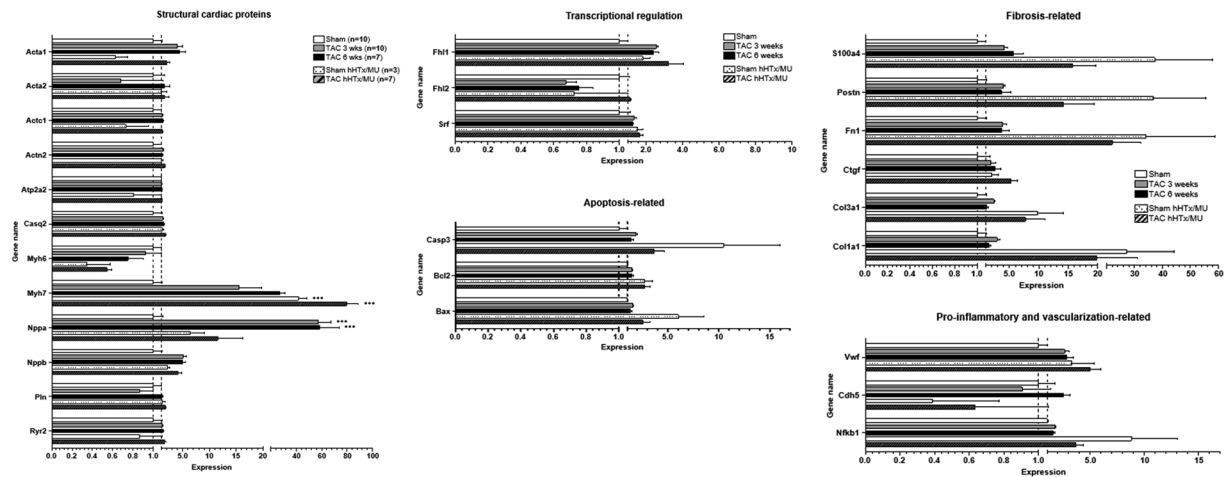 Structural cardiac proteins
Sham (n=10)
TAC 3 wks (n=10)
TAC 6 wks (n=7)
Sham hHTx/MU (n=3)
TAC hHTx/MU (n=7)
Gene name
Acta1
Acta2
Actc1
Actn2
Atp2a2
Casq2
Myh6
Myh7
Nppa
Nppb
Pln
Ryr2
***
***
***
***
0.0 0.2 0.4 0.6 0.8 1.0 5.0 10 15 20 40 60 80 100
Expression
Transcriptional regulation
Sham
TAC 3 weeks
TAC 6 weeks
Sham hHTx/MU
TAC hHTx/MU
Gene name
Fhl1
Fhl2
Srf
0.0 0.2 0.4 0.6 0.8 1.0 2.0 4.0 6.0 8.0 10
Expression
Apoptosis-related
Gene name
Casp3
Bcl2
Bax
0.0 0.2 0.4 0.6 0.8 1.0 5.0 10 15
Expression
Fibrosis-related
Sham
TAC 3 weeks
TAC 6 weeks
Sham hHTx/MU
TAC hHTx/MU
Gene name
S100a4
Postn
Fn1
Ctgf
Col3a1
Col1a1
0.0 0.2 0.4 0.6 0.8 1.0 5.0 10 15 20 30 40 50 60
Expression
Pro-inflammatory and vascularization-related
Gene name
Vwf
Cdh5
Nfkb1
0.0 0.2 0.4 0.6 0.8 1.0 5.0 10 15
Expression